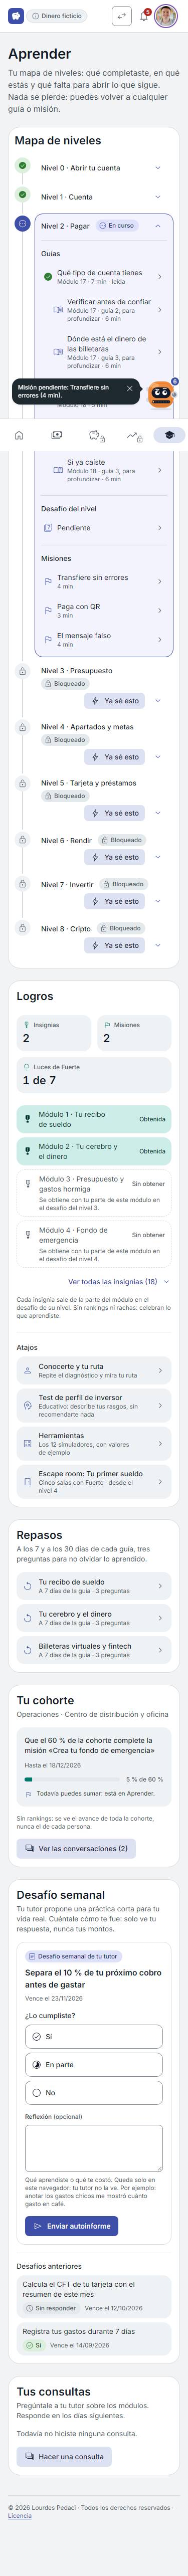 Dinero ficticio
5
Aprender
Tu mapa de niveles: qué completaste, en qué
estás y qué falta para abrir lo que sigue.
Nada se pierde: puedes volver a cualquier
guía o misión.
Mapa de niveles
Nivel 0 · Abrir tu cuenta
Nivel 1 · Cuenta
Nivel 2 · Pagar
En curso
Guías
Qué tipo de cuenta tienes
Módulo 17 · 7 min · leída
Verificar antes de confiar
Módulo 17 · guía 2, para
profundizar · 6 min
Dónde está el dinero de
las billeteras
Módulo 17 · guía 3, para
profundizar · 6 min
Misión pendiente: Transfiere sin
errores (4 min).
Módulo 18 · 5 min
Si ya caíste
Módulo 18 · guía 3, para
profundizar · 6 min
Desafío del nivel
Pendiente
Misiones
Transfiere sin errores
4 min
Paga con QR
3 min
El mensaje falso
4 min
Nivel 3 · Presupuesto
Bloqueado
Ya sé esto
Nivel 4 · Apartados y metas
Bloqueado
Ya sé esto
Nivel 5 · Tarjeta y préstamos
Bloqueado
Ya sé esto
Nivel 6 · Rendir
Bloqueado
Ya sé esto
Nivel 7 · Invertir
Bloqueado
Ya sé esto
Nivel 8 · Cripto
Bloqueado
Ya sé esto
Logros
Insignias
2
Misiones
2
Luces de Fuerte
1 de 7
Módulo 1 · Tu recibo
de sueldo
Obtenida
Módulo 2 · Tu cerebro y
el dinero
Obtenida
Módulo 3 · Presupuesto y
gastos hormiga
Sin obtener
Se obtiene con tu parte de este módulo en
el desafío del nivel 3.
Módulo 4 · Fondo de
emergencia
Sin obtener
Se obtiene con tu parte de este módulo en
el desafío del nivel 4.
Ver todas las insignias (18)
Cada insignia sale de la parte del módulo en el
desafío de su nivel. Sin rankings ni rachas: celebran lo
que aprendiste.
Atajos
Conocerte y tu ruta
Repite el diagnóstico y mira tu ruta
Test de perfil de inversor
Educativo: describe tus rasgos, sin
recomendarte nada
Herramientas
Los 12 simuladores, con valores
de ejemplo
Escape room: Tu primer sueldo
Cinco salas con Fuerte · desde el
nivel 4
Repasos
A los 7 y a los 30 días de cada guía, tres
preguntas para no olvidar lo aprendido.
Tu recibo de sueldo
A 7 días de la guía · 3 preguntas
Tu cerebro y el dinero
A 7 días de la guía · 3 preguntas
Billeteras virtuales y fintech
A 7 días de la guía · 3 preguntas
Tu cohorte
Operaciones · Centro de distribución y oficina
Que el 60 % de la cohorte complete la
misión «Crea tu fondo de emergencia»
Hasta el 18/12/2026
5 % de 60 %
Todavía puedes sumar: está en Aprender.
Sin rankings: se ve el avance de toda la cohorte,
nunca el de cada persona.
Ver las conversaciones (2)
Desafío semanal
Tu tutor propone una práctica corta para tu
vida real. Cuéntale cómo te fue: solo ve tu
respuesta, nunca tus montos.
Desafío semanal de tu tutor
Separa el 10 % de tu próximo cobro
antes de gastar
Vence el 23/11/2026
¿Lo cumpliste?
Sí
En parte
No
Reflexión (opcional)
Qué aprendiste o qué te costó. Queda solo en
este navegador: tu tutor no la ve. Por ejemplo:
anotar los gastos chicos me mostró cuánto
gasto en café.
Enviar autoinforme
Desafíos anteriores
Calcula el CFT de tu tarjeta con el
resumen de este mes
Sin responder
Vence el 12/10/2026
Registra tus gastos durante 7 días
Sí
Vence el 14/09/2026
Tus consultas
Pregúntale a tu tutor sobre los módulos.
Responde en los días siguientes.
Todavía no hiciste ninguna consulta.
Hacer una consulta
© 2026 Lourdes Pedaci · Todos los derechos reservados ·
Licencia